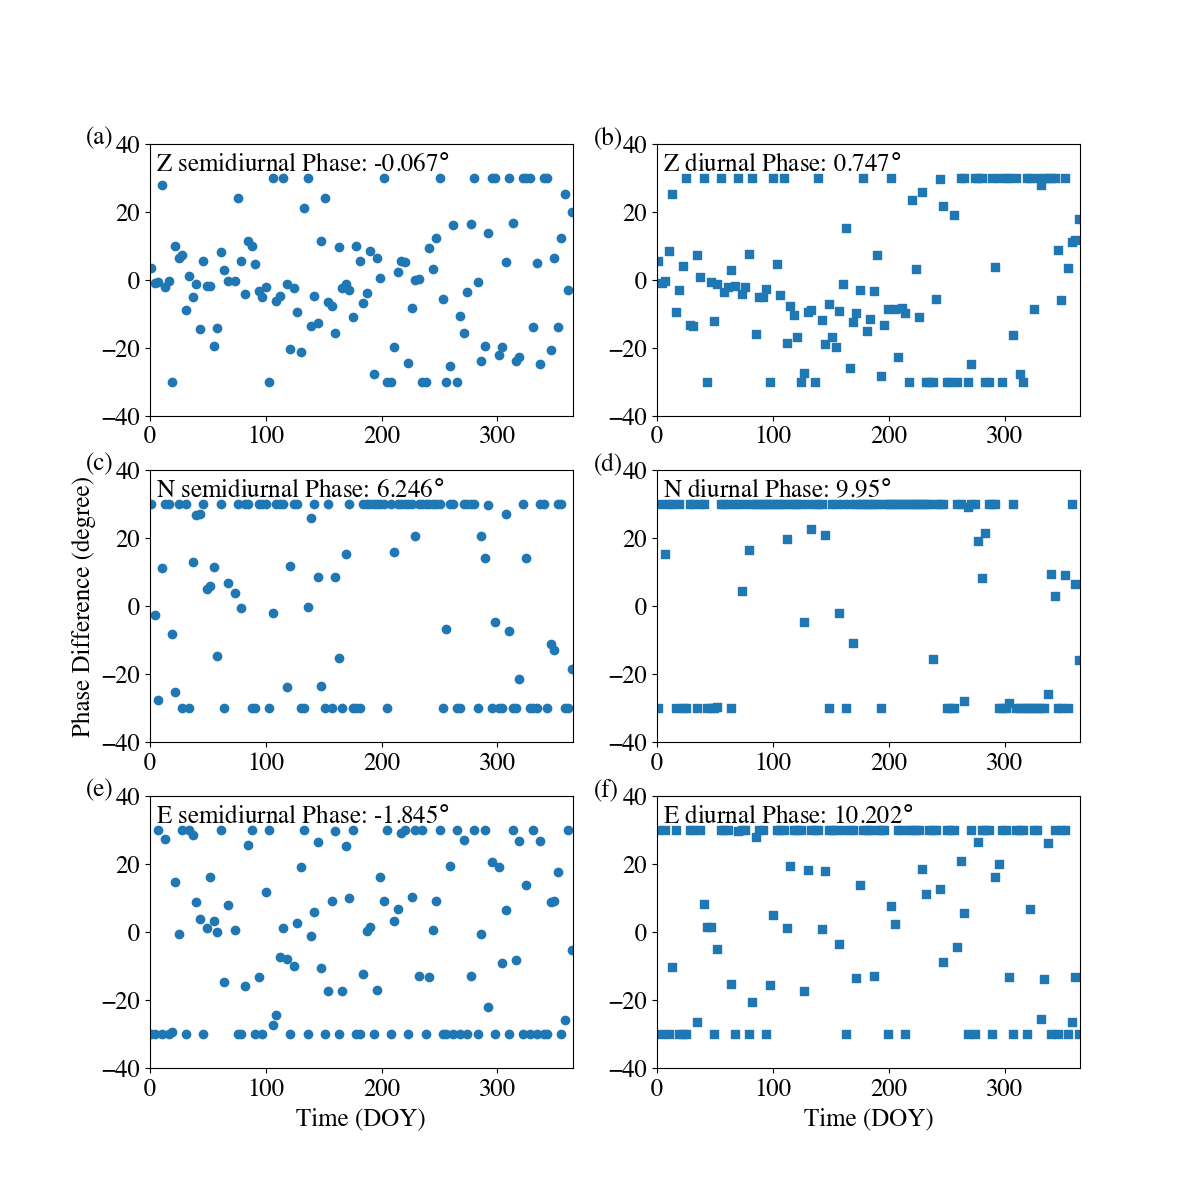 (a)
Z semidiurnal Phase: -0.067°
40
20
0
−20
−40
0 100 200 300
(b)
Z diurnal Phase: 0.747°
40
20
0
−20
−40
0 100 200 300
Phase Difference (degree)
(c)
N semidiurnal Phase: 6.246°
40
20
0
−20
−40
0 100 200 300
(d)
N diurnal Phase: 9.95°
40
20
0
−20
−40
0 100 200 300
(e)
E semidiurnal Phase: -1.845°
40
20
0
−20
−40
0 100 200 300
Time (DOY)
(f)
E diurnal Phase: 10.202°
40
20
0
−20
−40
0 100 200 300
Time (DOY)